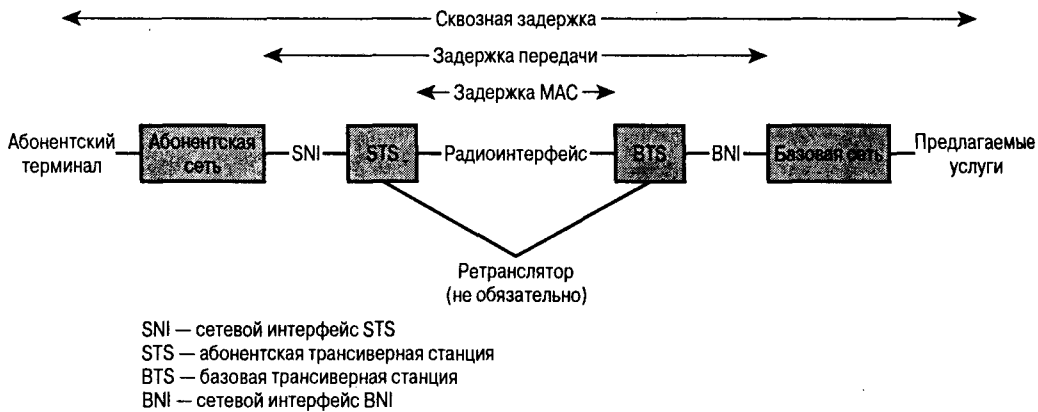 Сквозная задержка
Задержка передачи
Задержка MAC
Абонентский
терминал
Абонентская
сеть
SNI
STS
Радиоинтерфейс
BTS
BNI
Базовая сеть
Предлагаемые
услуги
Ретранслятор
(не обязательно)
SNI — сетевой интерфейс STS
STS — абонентская трансиверная станция
BTS — базовая трансиверная станция
BNI — сетевой интерфейс BNI